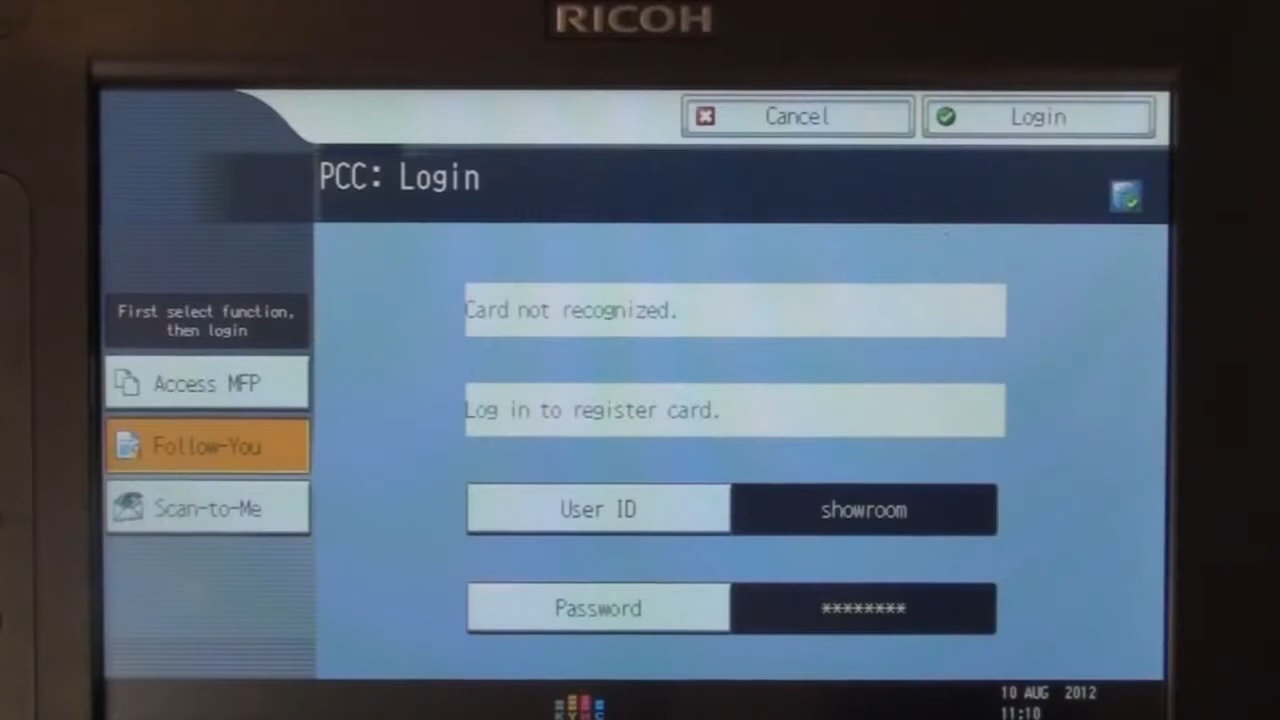 RICOH
Cancel
Login
PCC: Login
First select function,
then login
Access MFP
Follow-You
Scan-to-Me
Card not recognized.
Log in to register card.
User ID
showroom
Password
********
10 AUG 2012
11:10